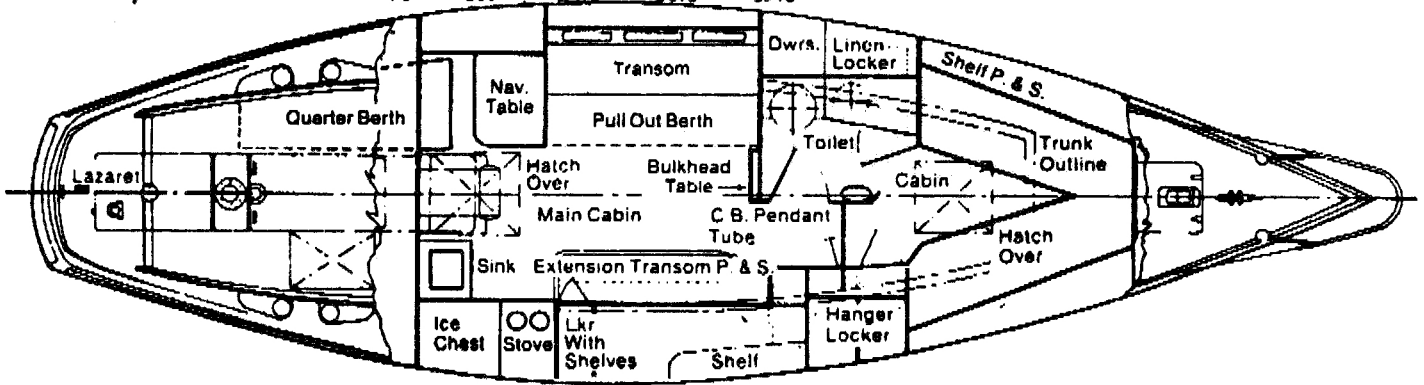 Dwrs.
Linen
Locker
Shelf P. & S.
Transom
Nav.
Table
Quarter Berth
Pull Out Berth
Toilet
Trunk
Outline
Lazaret
Hatch
Over
Bulkhead
Table
Cabin
Main Cabin
C B. Pendant
Tube
Hatch
Over
Sink
Extension Transom P. & S.
Ice
Chest
Stove
Lkr
With
Shelves
Shelf
Hanger
Locker